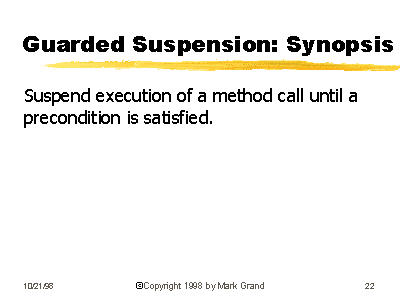 Guarded Suspension: Synopsis
Suspend execution of a method call until a
precondition is satisfied.
10/21/98 ©Copyright 1998 by Mark Grand 22